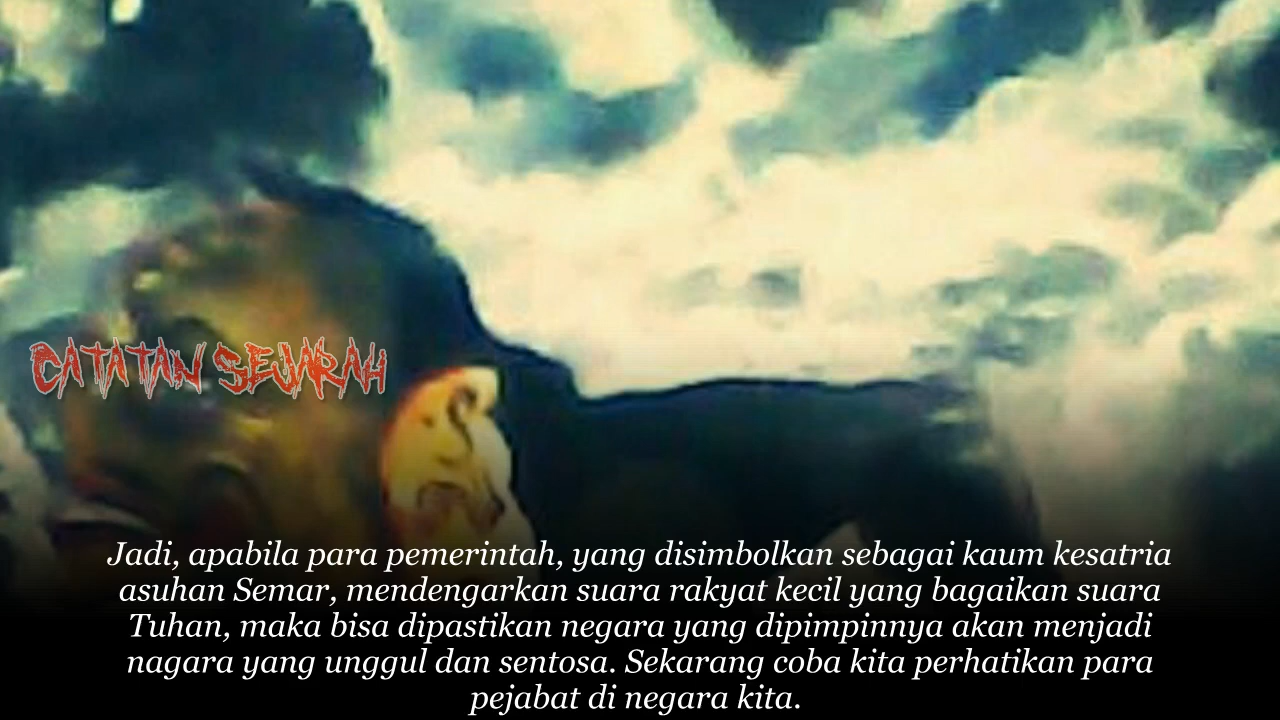 CATATAN SEJARAH
Jadi, apabila para pemerintah, yang disimbolkan sebagai kaum kesatria
asuhan Semar, mendengarkan suara rakyat kecil yang bagaikan suara
Tuhan, maka bisa dipastikan negara yang dipimpinnya akan menjadi
nagara yang unggul dan sentosa. Sekarang coba kita perhatikan para
pejabat di negara kita.